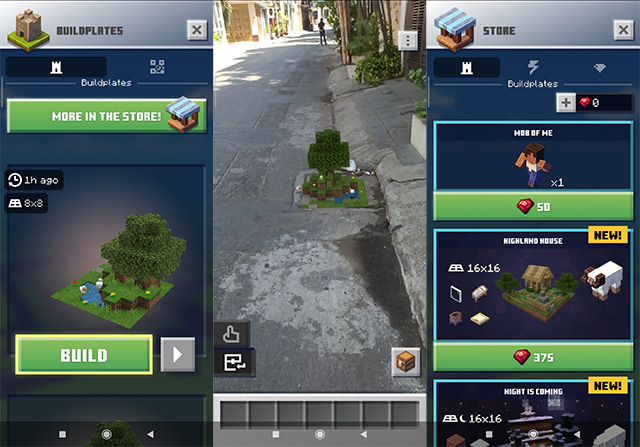 BUILDPLATES
Buildplates
MORE IN THE STORE!
1h ago
8x8
BUILD
STORE
Buildplates
0
MOB OF ME
x1
50
NEW!
HIGHLAND HOUSE
16x16
375
NEW!
NIGHT IS COMING
16x16